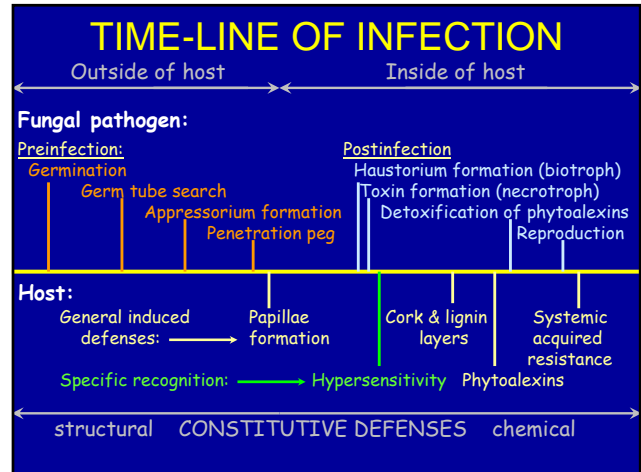 TIME-LINE OF INFECTION
Outside of host Inside of host
Fungal pathogen:
Preinfection: Postinfection
Germination Haustorium formation (biotroph)
Germ tube search Toxin formation (necrotroph)
Appressorium formation Detoxification of phytoalexins
Penetration peg Reproduction
Host:
General induced Papillae Cork & lignin Systemic
defenses: formation layers acquired
resistance
Specific recognition: Hypersensitivity Phytoalexins
structural CONSTITUTIVE DEFENSES chemical